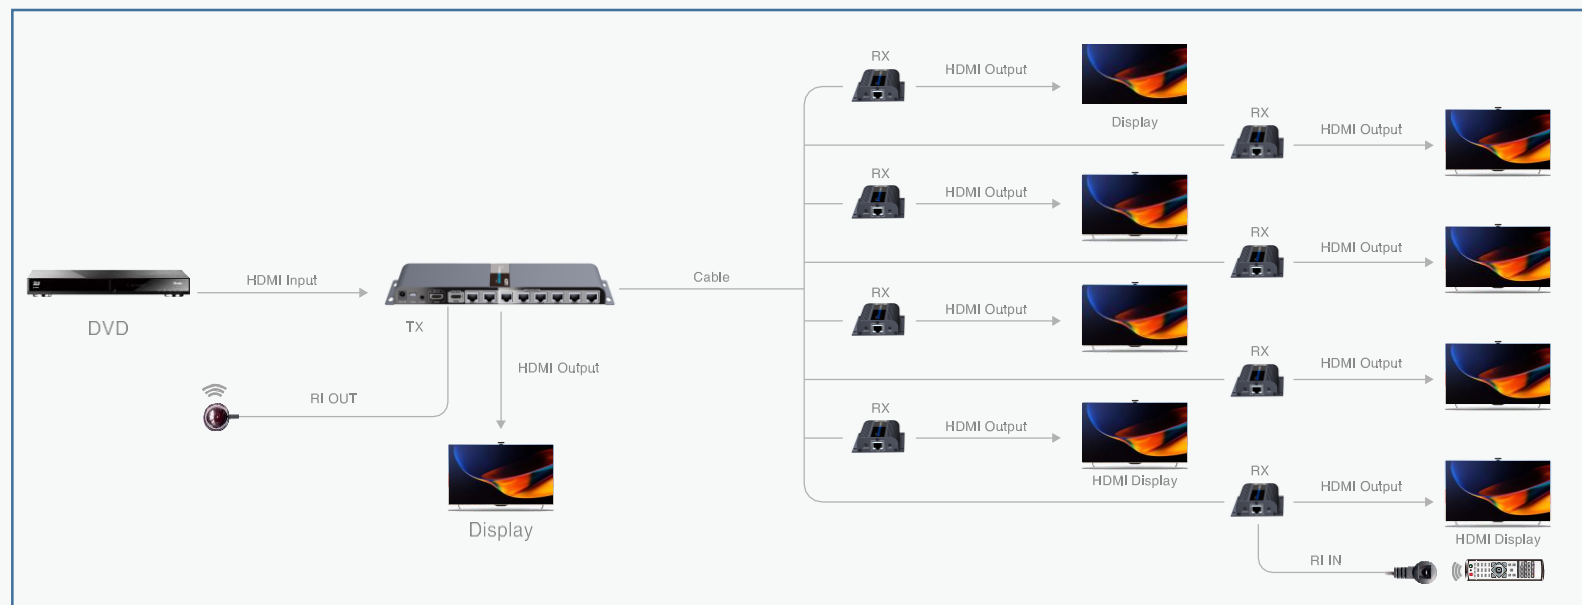 RX
HDMI Output
Display
RX
HDMI Output
RX
HDMI Output
RX
HDMI Output
DVD
HDMI Input
TX
Cable
RX
HDMI Output
HDMI Output
RI OUT
RX
HDMI Output
Display
RX
HDMI Output
HDMI Display
RX
HDMI Output
HDMI Display
RI IN